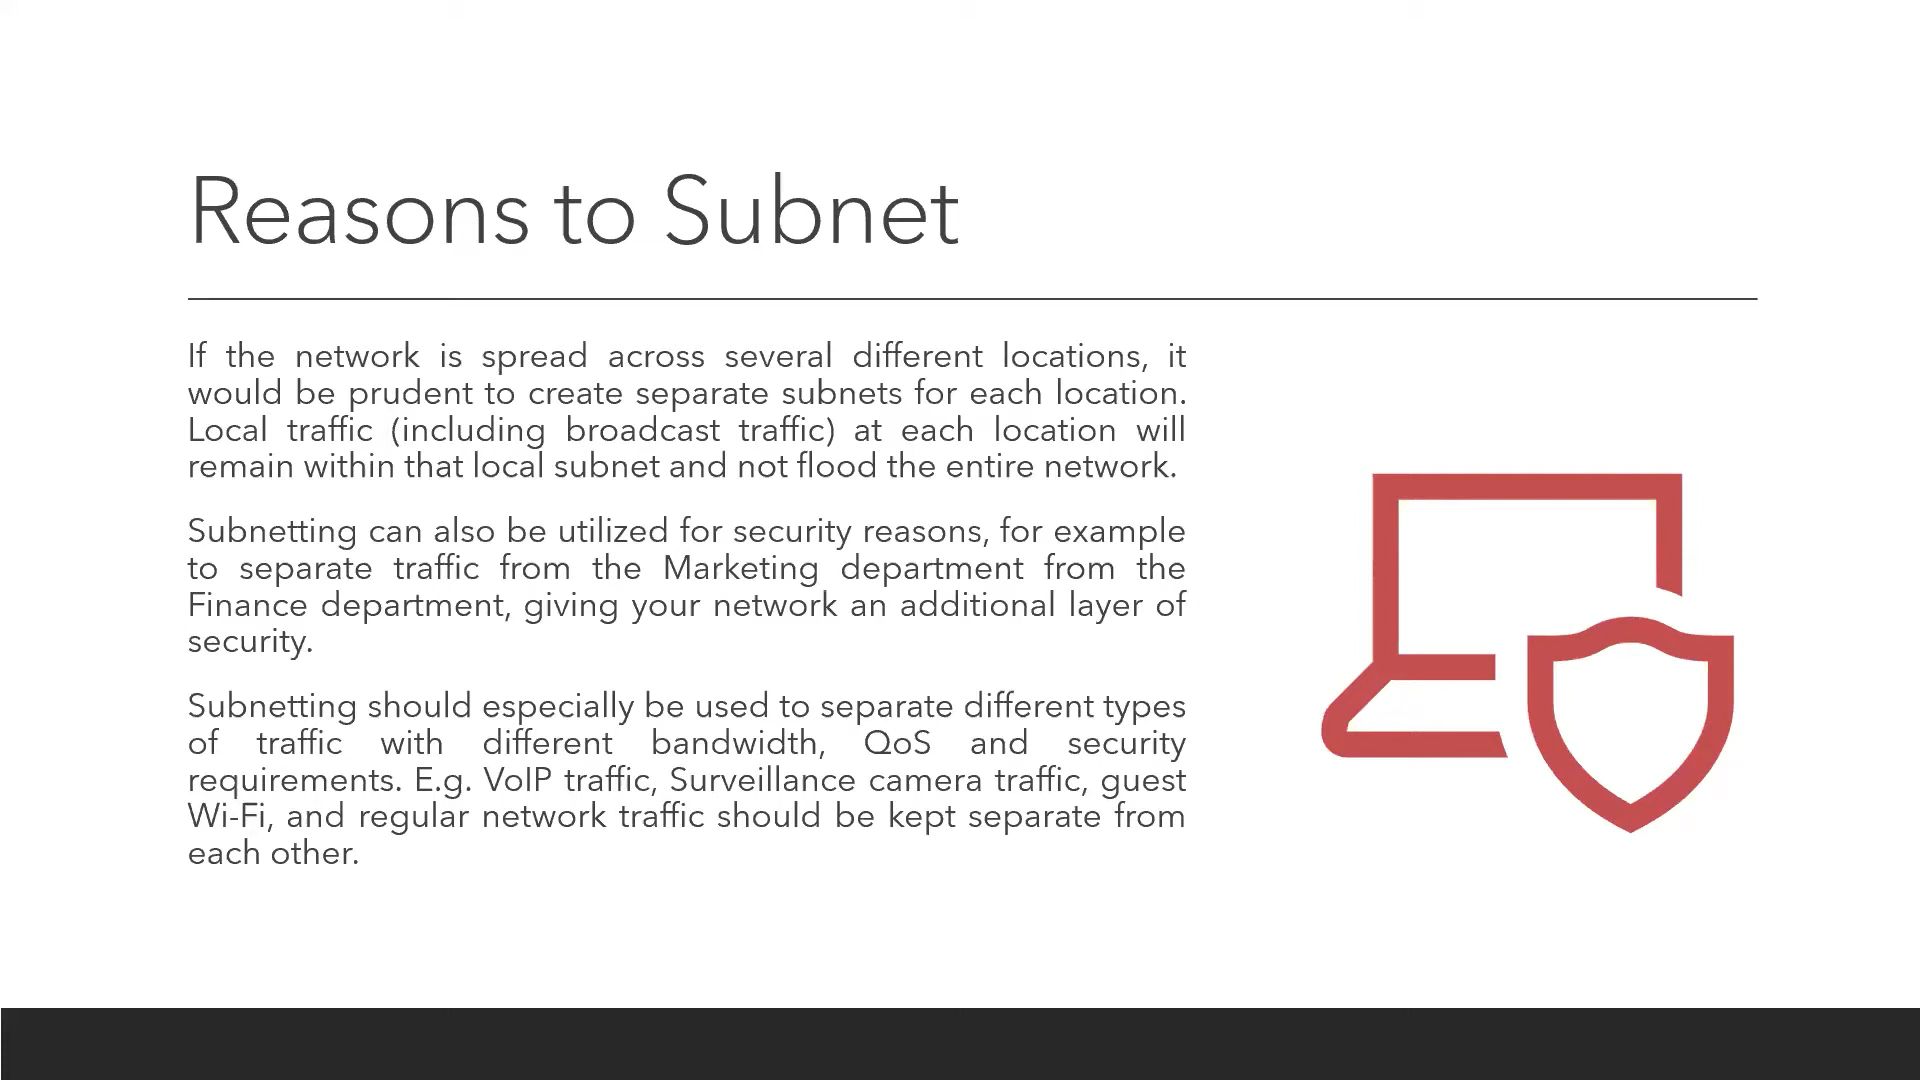 Reasons to Subnet
If the network is spread across several different locations, it
would be prudent to create separate subnets for each location.
Local traffic (including broadcast traffic) at each location will
remain within that local subnet and not flood the entire network.
Subnetting can also be utilized for security reasons, for example
to separate traffic from the Marketing department from the
Finance department, giving your network an additional layer of
security.
Subnetting should especially be used to separate different types
of traffic with different bandwidth, QoS and security
requirements. E.g. VoIP traffic, Surveillance camera traffic, guest
Wi-Fi, and regular network traffic should be kept separate from
each other.